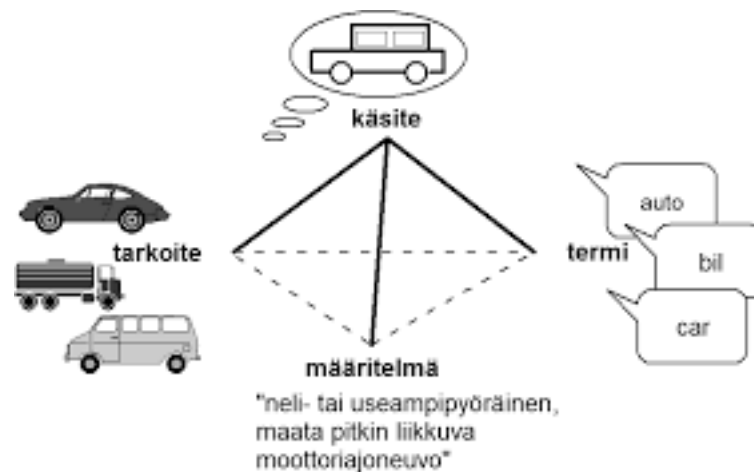 käsite
tarkoite
termi
auto
bil
car
määritelmä
"neli- tai useampipyöräinen,
maata pitkin liikkuva
moottoriajoneuvo"